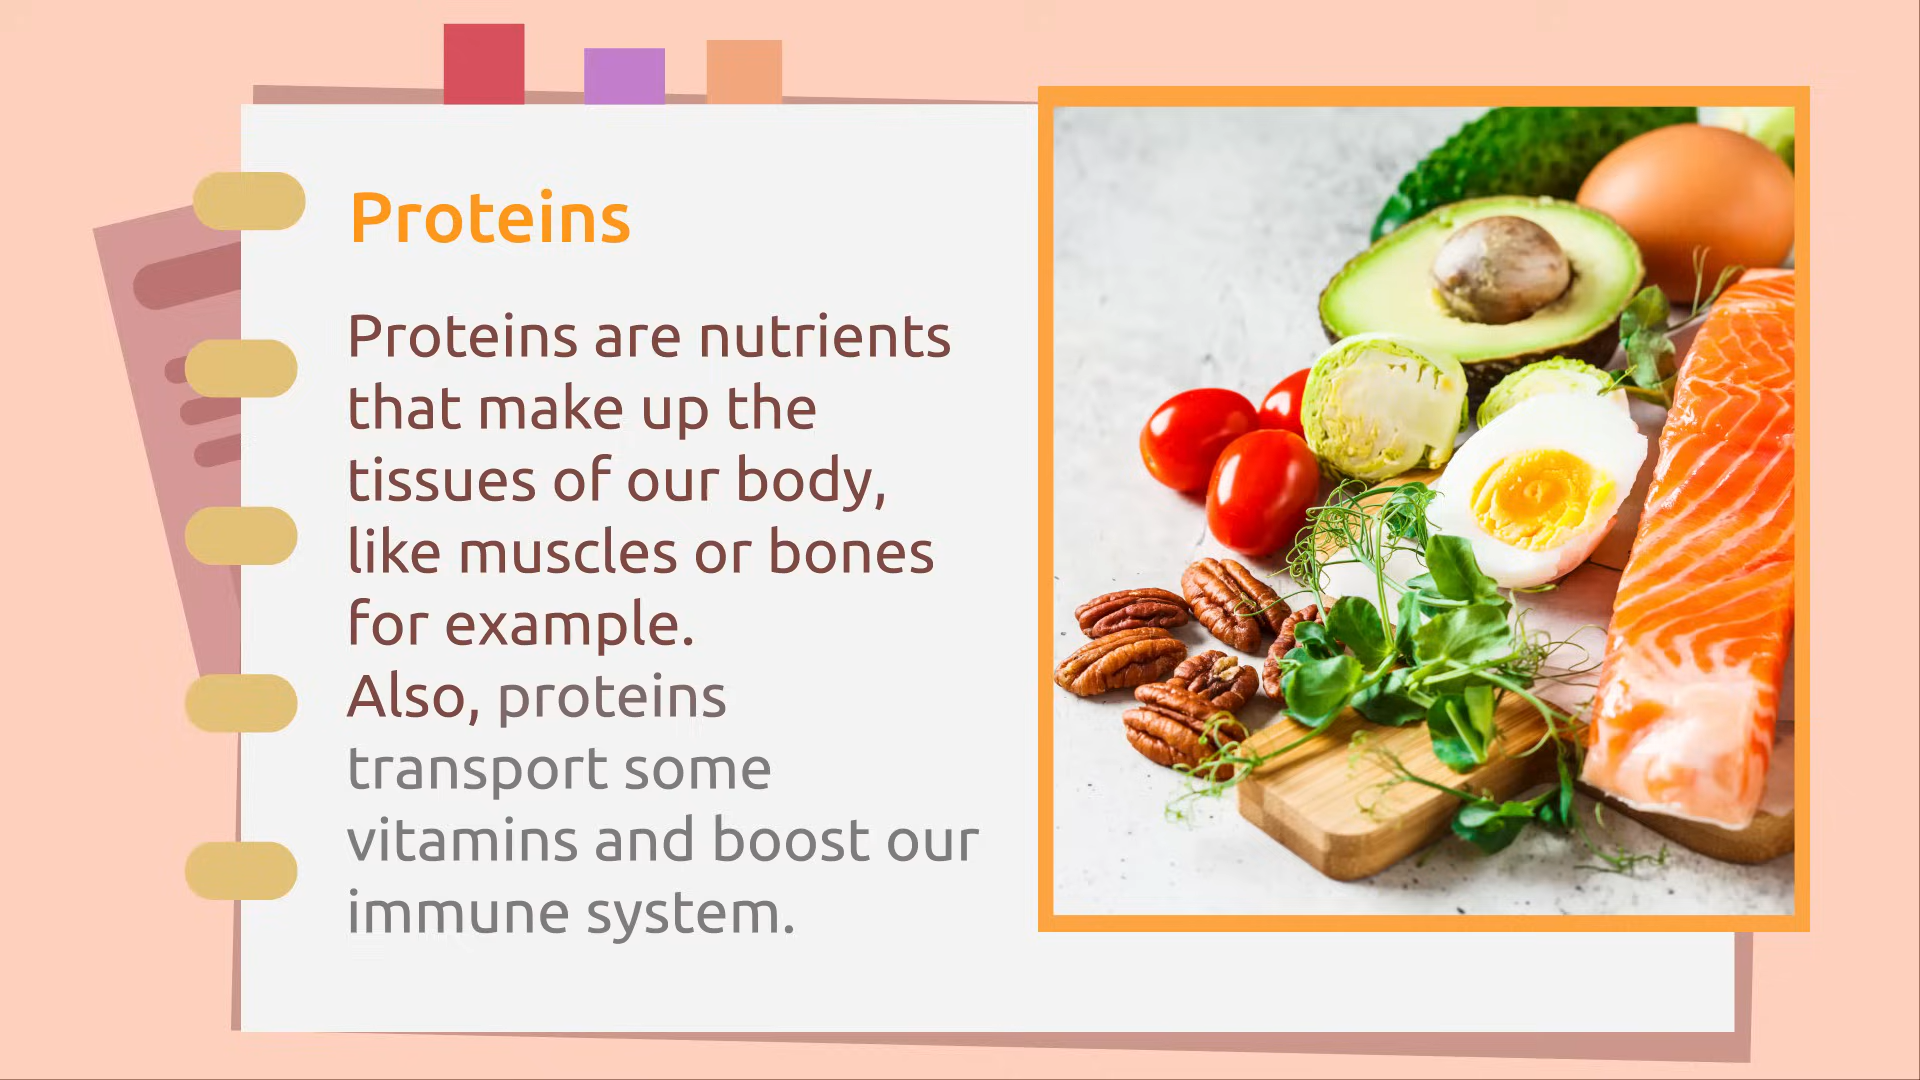 Proteins
Proteins are nutrients
that make up the
tissues of our body,
like muscles or bones
for example.
Also, proteins
transport some
vitamins and boost our
immune system.